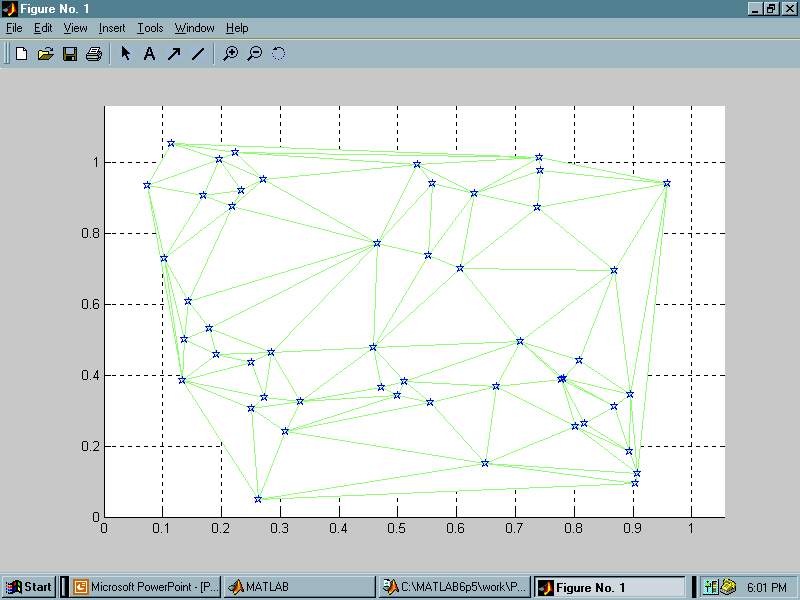 Figure No. 1
File Edit View Insert Tools Window Help
A
1
0.8
0.6
0.4
0.2
0
0 0.1 0.2 0.3 0.4 0.5 0.6 0.7 0.8 0.9 1
Start Microsoft PowerPoint - [P... MATLAB C:\MATLAB6p5\work\P... Figure No. 1 6:01 PM